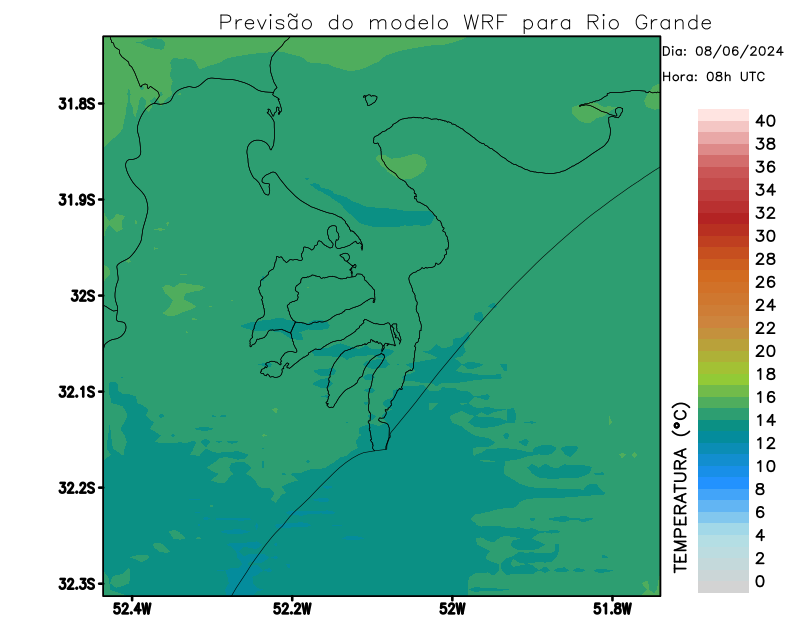 Previsão do modelo WRF para Rio Grande
Dia: 08/06/2024
Hora: 08h UTC
31.8S
31.9S
32S
32.1S
32.2S
32.3S
52.4W
52.2W
52W
51.8W
40
38
36
34
32
30
28
26
24
22
20
18
16
14
12
10
8
6
4
2
0
TEMPERATURA (°C)